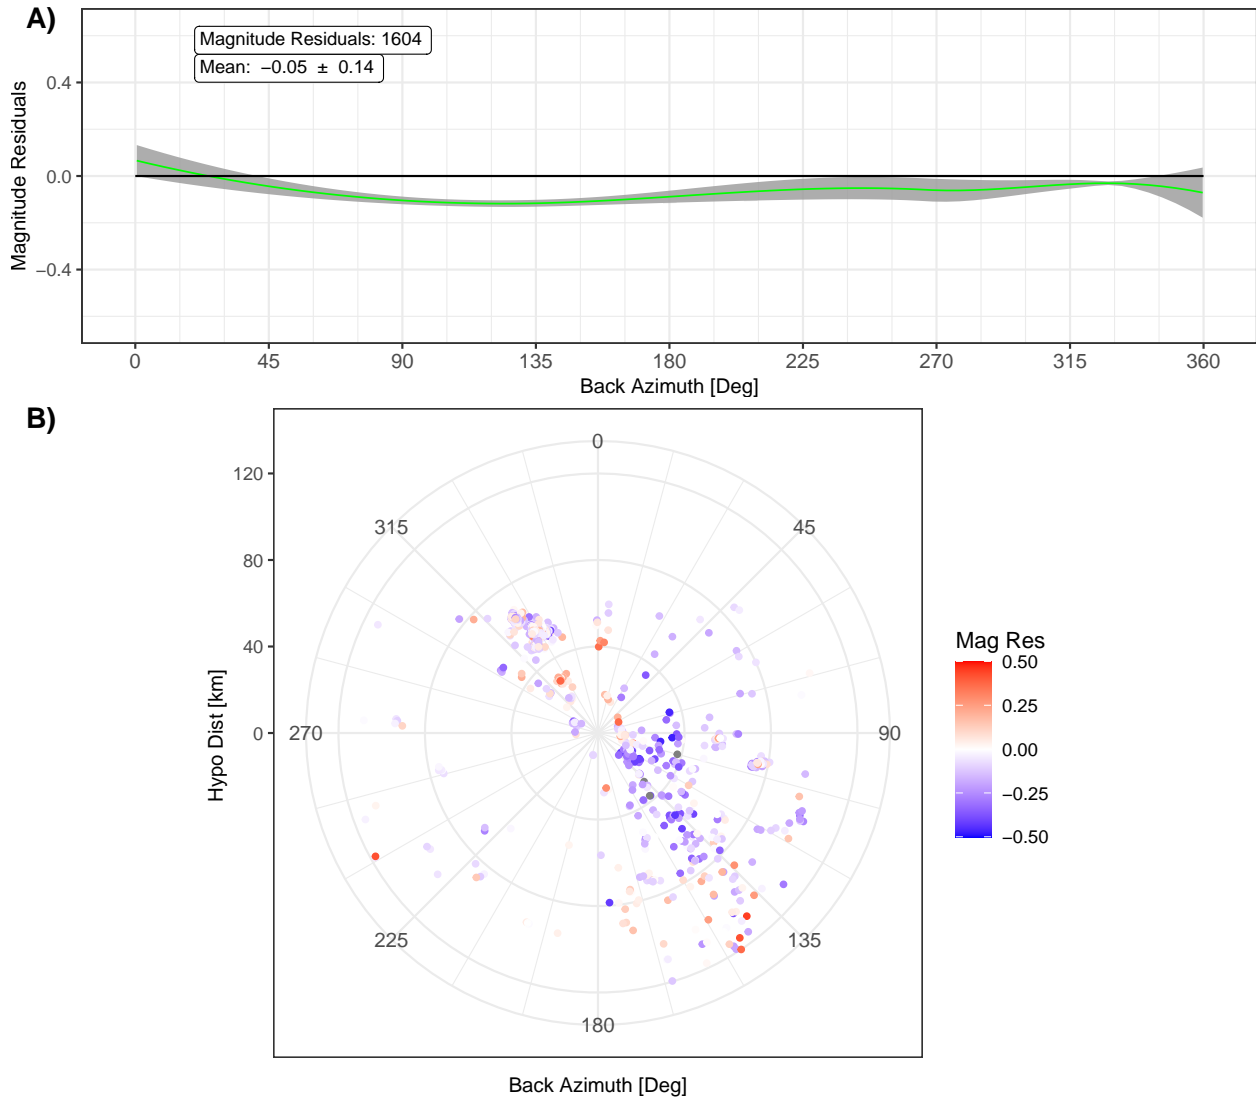 A)
Magnitude Residuals: 1604
Mean: −0.05 ± 0.14
Magnitude Residuals
0.4
0.0
−0.4
0 45 90 135 180 225 270 315 360
Back Azimuth [Deg]
B)
Hypo Dist [km]
120
80
40
0
0
45
90
135
180
225
270
315
Back Azimuth [Deg]
Mag Res
0.50
0.25
0.00
−0.25
−0.50